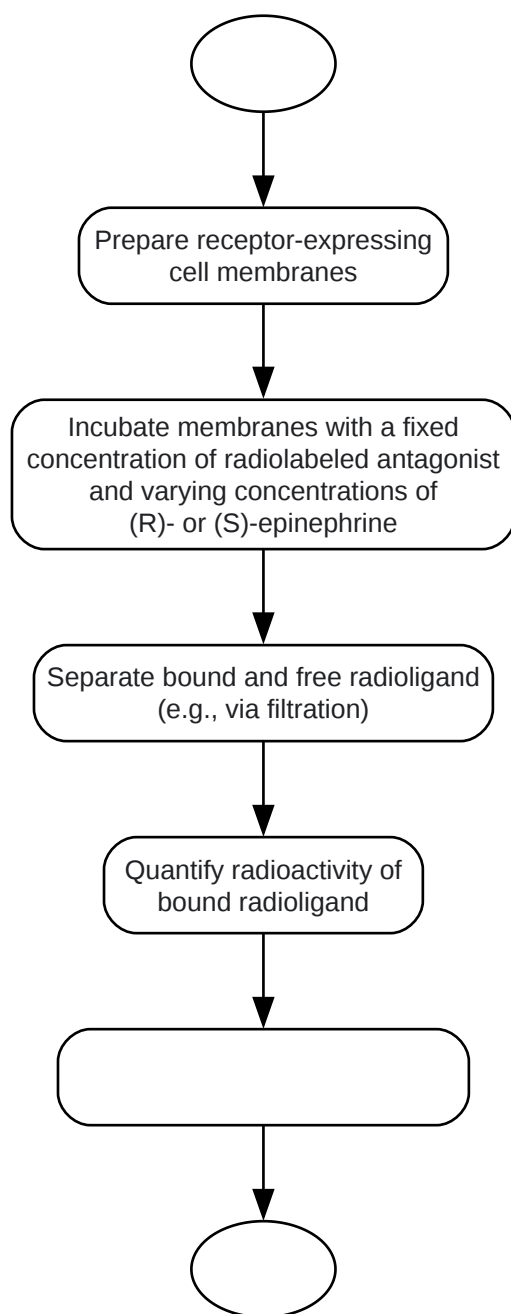 Prepare receptor-expressing
cell membranes
Incubate membranes with a fixed
concentration of radiolabeled antagonist
and varying concentrations of
(R)- or (S)-epinephrine
Separate bound and free radioligand
(e.g., via filtration)
Quantify radioactivity of
bound radioligand